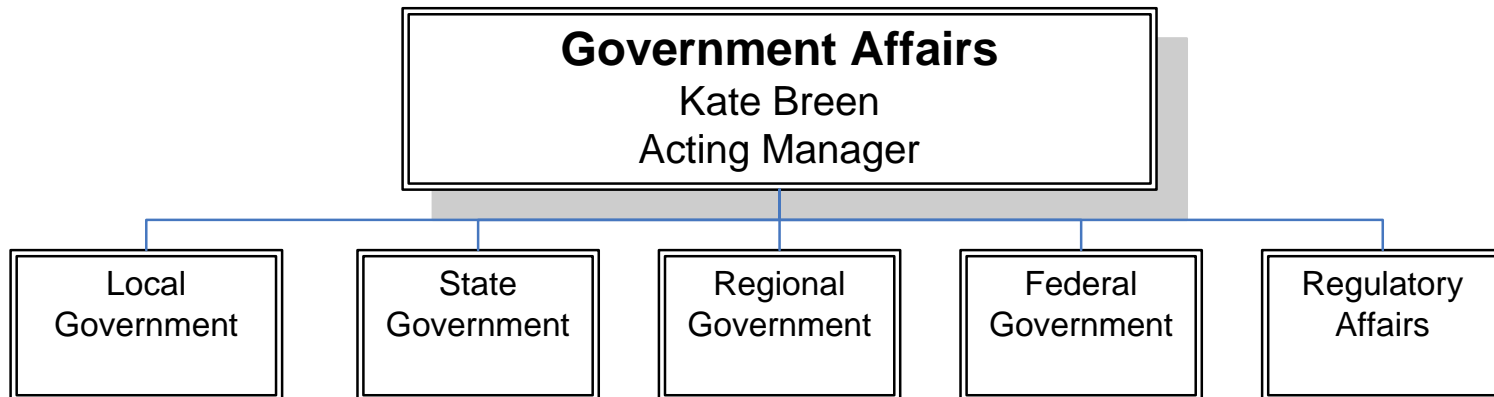 Government Affairs
Kate Breen
Acting Manager
Local
Government
State
Government
Regional
Government
Federal
Government
Regulatory
Affairs